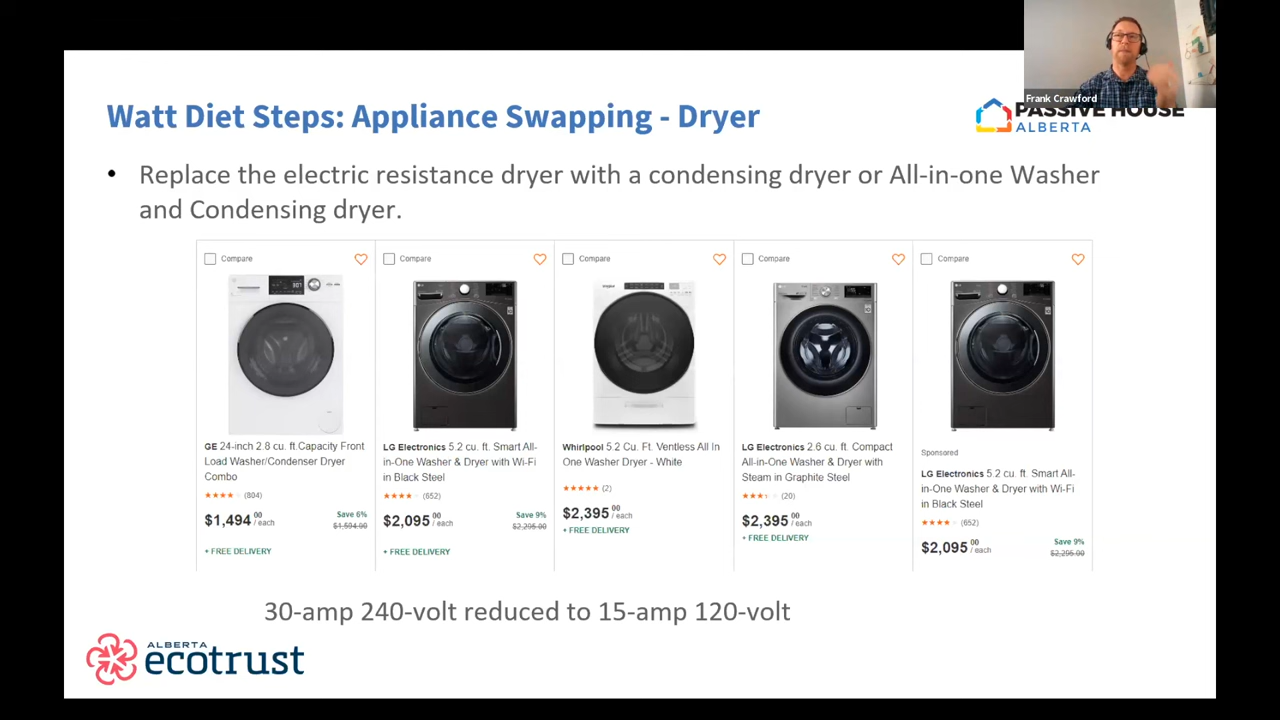 Frank Crawford
PASSIVE HOUSE
ALBERTA
Watt Diet Steps: Appliance Swapping - Dryer
• Replace the electric resistance dryer with a condensing dryer or All-in-one Washer
and Condensing dryer.
Compare
GE 24-inch 2.8 cu. ft.Capacity Front
Load Washer/Condenser Dryer
Combo
(804)
$1,494 00 / each
Save 6%
$1,594.00
+ FREE DELIVERY
Compare
LG Electronics 5.2 cu. ft. Smart All-
in-One Washer & Dryer with Wi-Fi
in Black Steel
(652)
$2,095 00 / each
Save 9%
$2,295.00
+ FREE DELIVERY
Compare
Whirlpool 5.2 Cu. Ft. Ventless All In
One Washer Dryer - White
(2)
$2,395 00 / each
+ FREE DELIVERY
Compare
LG Electronics 2.6 cu. ft. Compact
All-in-One Washer & Dryer with
Steam in Graphite Steel
(20)
$2,395 00 / each
+ FREE DELIVERY
Compare
Sponsored
LG Electronics 5.2 cu. ft. Smart All-
in-One Washer & Dryer with Wi-Fi
in Black Steel
(652)
$2,095 00 / each
Save 9%
$2,295.00
30-amp 240-volt reduced to 15-amp 120-volt
ALBERTA
ecotrust